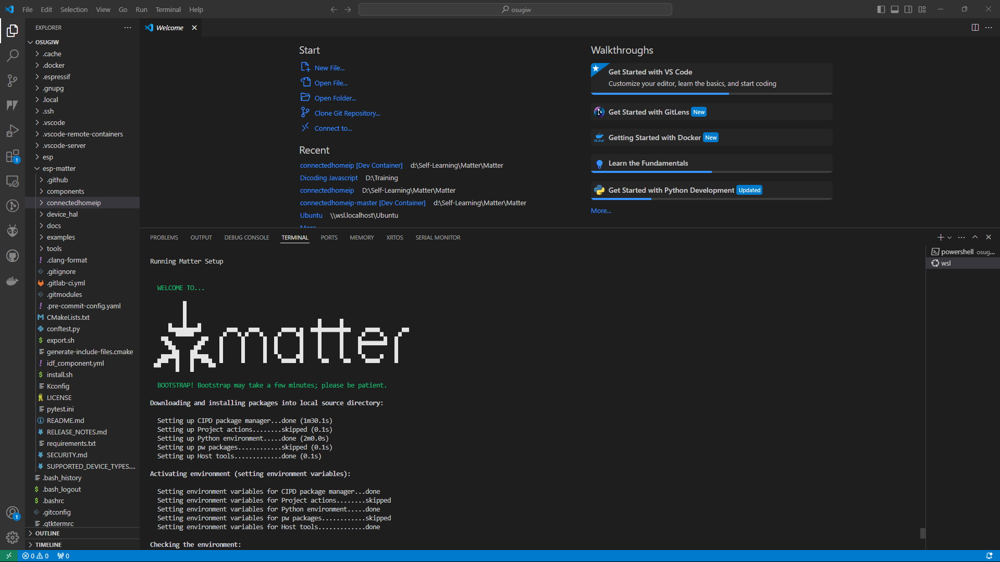 File Edit Selection View Go Run Terminal Help
osugiw
EXPLORER
OSUGIW
.cache
.docker
.espressif
.gnupg
.local
.ssh
.vscode
.vscode-remote-containers
.vscode-server
esp
esp-matter
.github
components
connectedhomeip
device_hal
docs
examples
tools
.clang-format
.gitignore
.gitlab-ci.yml
.gitmodules
.pre-commit-config.yaml
CMakeLists.txt
conftest.py
export.sh
generate-include-files.cmake
idf_component.yml
install.sh
Kconfig
LICENSE
pytest.ini
README.md
RELEASE_NOTES.md
requirements.txt
SECURITY.md
SUPPORTED_DEVICE_TYPES....
.bash_history
.bash_logout
.bashrc
.gitconfig
.gtktermrc
OUTLINE
TIMELINE
Welcome
Start
New File...
Open File...
Open Folder...
Clone Git Repository...
Connect to...
Recent
connectedhomeip [Dev Container] d:\Self-Learning\Matter\Matter
Dicoding Javascript D:\Training
connectedhomeip D:\Self-Learning\Matter\Matter
connectedhomeip-master [Dev Container] d:\Self-Learning\Matter\Matter
Ubuntu \\wsl.localhost\Ubuntu
More...
Walkthroughs
Get Started with VS Code
Customize your editor, learn the basics, and start coding
Get Started with GitLens New
Getting Started with Docker New
Learn the Fundamentals
Get Started with Python Development Updated
More...
PROBLEMS OUTPUT DEBUG CONSOLE TERMINAL PORTS MEMORY XRTOS SERIAL MONITOR
Running Matter Setup
WELCOME TO...
matter
BOOTSTRAP! Bootstrap may take a few minutes; please be patient.
Downloading and installing packages into local source directory:
Setting up CIPD package manager...done (1m30.1s)
Setting up Project actions........skipped (0.1s)
Setting up Python environment.....done (2m0.0s)
Setting up pw packages............skipped (0.1s)
Setting up Host tools.............done (0.1s)
Activating environment (setting environment variables):
Setting environment variables for CIPD package manager...done
Setting environment variables for Project actions........skipped
Setting environment variables for Python environment.....done
Setting environment variables for pw packages............skipped
Setting environment variables for Host tools.............done
Checking the environment:
powershell osug...
wsl
1
1
0 0 0